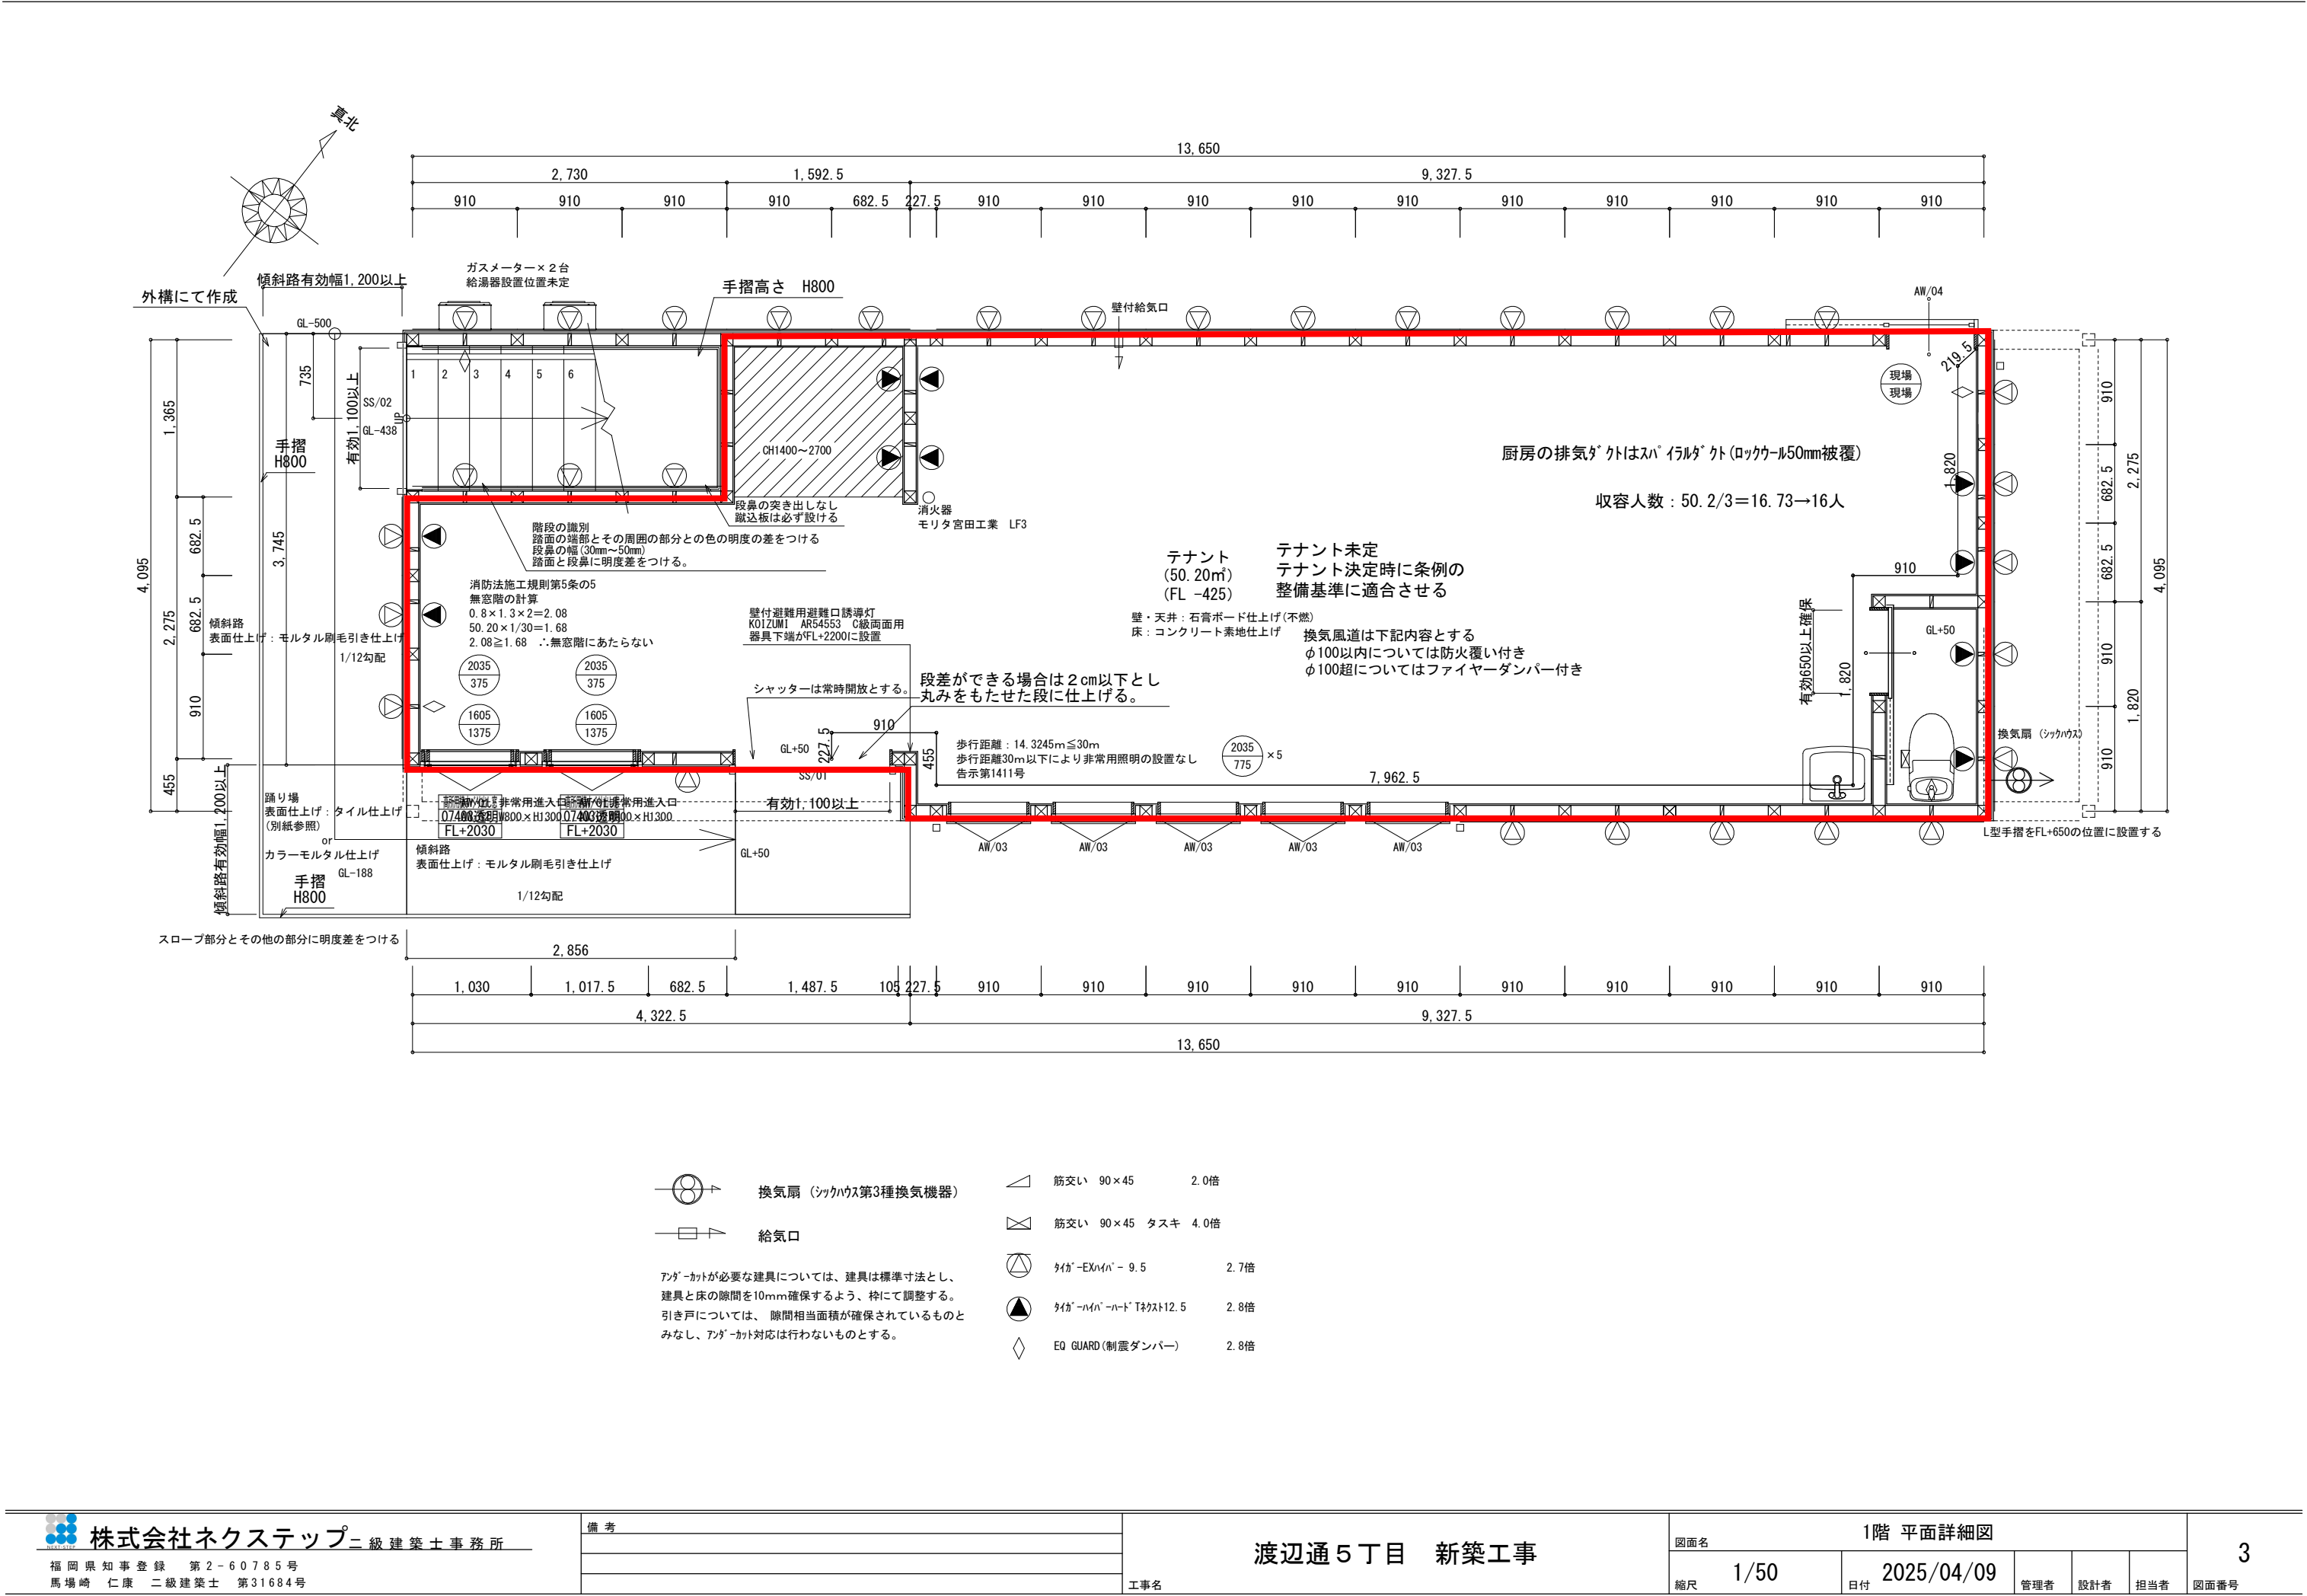 真北
13,650
2,730
1,592.5
9,327.5
910
910
910
910
682.5
227.5
910
910
910
910
910
910
910
910
910
910
ガスメーター×2台
給湯器設置位置未定
傾斜路有効幅1,200以上
外構にて作成
手摺高さ H800
壁付給気口
AW/04
GL-500
735
有効1,100以上
SS/02
GL-438
UP
1
2
3
4
5
6
手摺
H800
3,745
CH1400～2700
219.5
現場
現場
厨房の排気ﾀﾞｸﾄはｽﾊﾟｲﾗﾙﾀﾞｸﾄ(ﾛｯｸｳｰﾙ50mm被覆)
1,820
収容人数：50.2/3＝16.73→16人
段鼻の突き出しなし
蹴込板は必ず設ける
消火器
モリタ宮田工業 LF3
階段の識別
踏面の端部とその周囲の部分との色の明度の差をつける
段鼻の幅(30mm～50mm)
踏面と段鼻に明度差をつける。
テナント
(50.20㎡)
(FL -425)
テナント未定
テナント決定時に条例の
整備基準に適合させる
910
消防法施工規則第5条の5
無窓階の計算
0.8×1.3×2＝2.08
50.20×1/30＝1.68
2.08≧1.68 ∴無窓階にあたらない
壁付避難用避難口誘導灯
KOIZUMI AR54553 C級両面用
器具下端がFL+2200に設置
壁・天井：石膏ボード仕上げ(不燃)
床：コンクリート素地仕上げ
換気風道は下記内容とする
φ100以内については防火覆い付き
φ100超についてはファイヤーダンパー付き
有効650以上確保
1,820
GL+50
傾斜路
表面仕上げ：モルタル刷毛引き仕上げ
1/12勾配
2035
375
2035
375
1605
1375
1605
1375
シャッターは常時開放とする。
段差ができる場合は２㎝以下とし
丸みをもたせた段に仕上げる。
910
227.5
GL+50
SS/01
455
歩行距離：14.3245m≦30m
歩行距離30m以下により非常用照明の設置なし
告示第1411号
2035
775
×5
7,962.5
換気扇（ｼｯｸﾊｳｽ）
1,365
2,275
455
4,095
682.5
682.5
910
910
682.5
682.5
910
910
2,275
1,820
4,095
傾斜路有効幅1,200以上
踊り場
表面仕上げ：タイル仕上げ
(別紙参照)
or
カラーモルタル仕上げ
GL-188
手摺
H800
非常用進入口
非常用進入口
FL+2030
FL+2030
有効1,100以上
傾斜路
表面仕上げ：モルタル刷毛引き仕上げ
1/12勾配
GL+50
AW/03
AW/03
AW/03
AW/03
AW/03
L型手摺をFL+650の位置に設置する
スロープ部分とその他の部分に明度差をつける
2,856
1,030
1,017.5
682.5
1,487.5
105
227.5
910
910
910
910
910
910
910
910
910
910
4,322.5
9,327.5
13,650
換気扇（ｼｯｸﾊｳｽ第3種換気機器）
給気口
ｱﾝﾀﾞｰｶｯﾄが必要な建具については、建具は標準寸法とし、
建具と床の隙間を10mm確保するよう、枠にて調整する。
引き戸については、 隙間相当面積が確保されているものと
みなし、ｱﾝﾀﾞｰｶｯﾄ対応は行わないものとする。
筋交い 90×45 2.0倍
筋交い 90×45 タスキ 4.0倍
ﾀｲｶﾞｰEXﾊｲﾊﾟｰ 9.5 2.7倍
ﾀｲｶﾞｰﾊｲﾊﾟｰﾊｰﾄﾞTﾈｸｽﾄ12.5 2.8倍
EQ GUARD(制震ダンパー) 2.8倍
NEXT-STEP
株式会社ネクステップ二級建築士事務所
福岡県知事登録 第2-60785号
馬場崎 仁康 二級建築士 第31684号
備考
工事名
渡辺通５丁目 新築工事
図面名
1階 平面詳細図
縮尺
1/50
日付
2025/04/09
管理者
設計者
担当者
図面番号
3